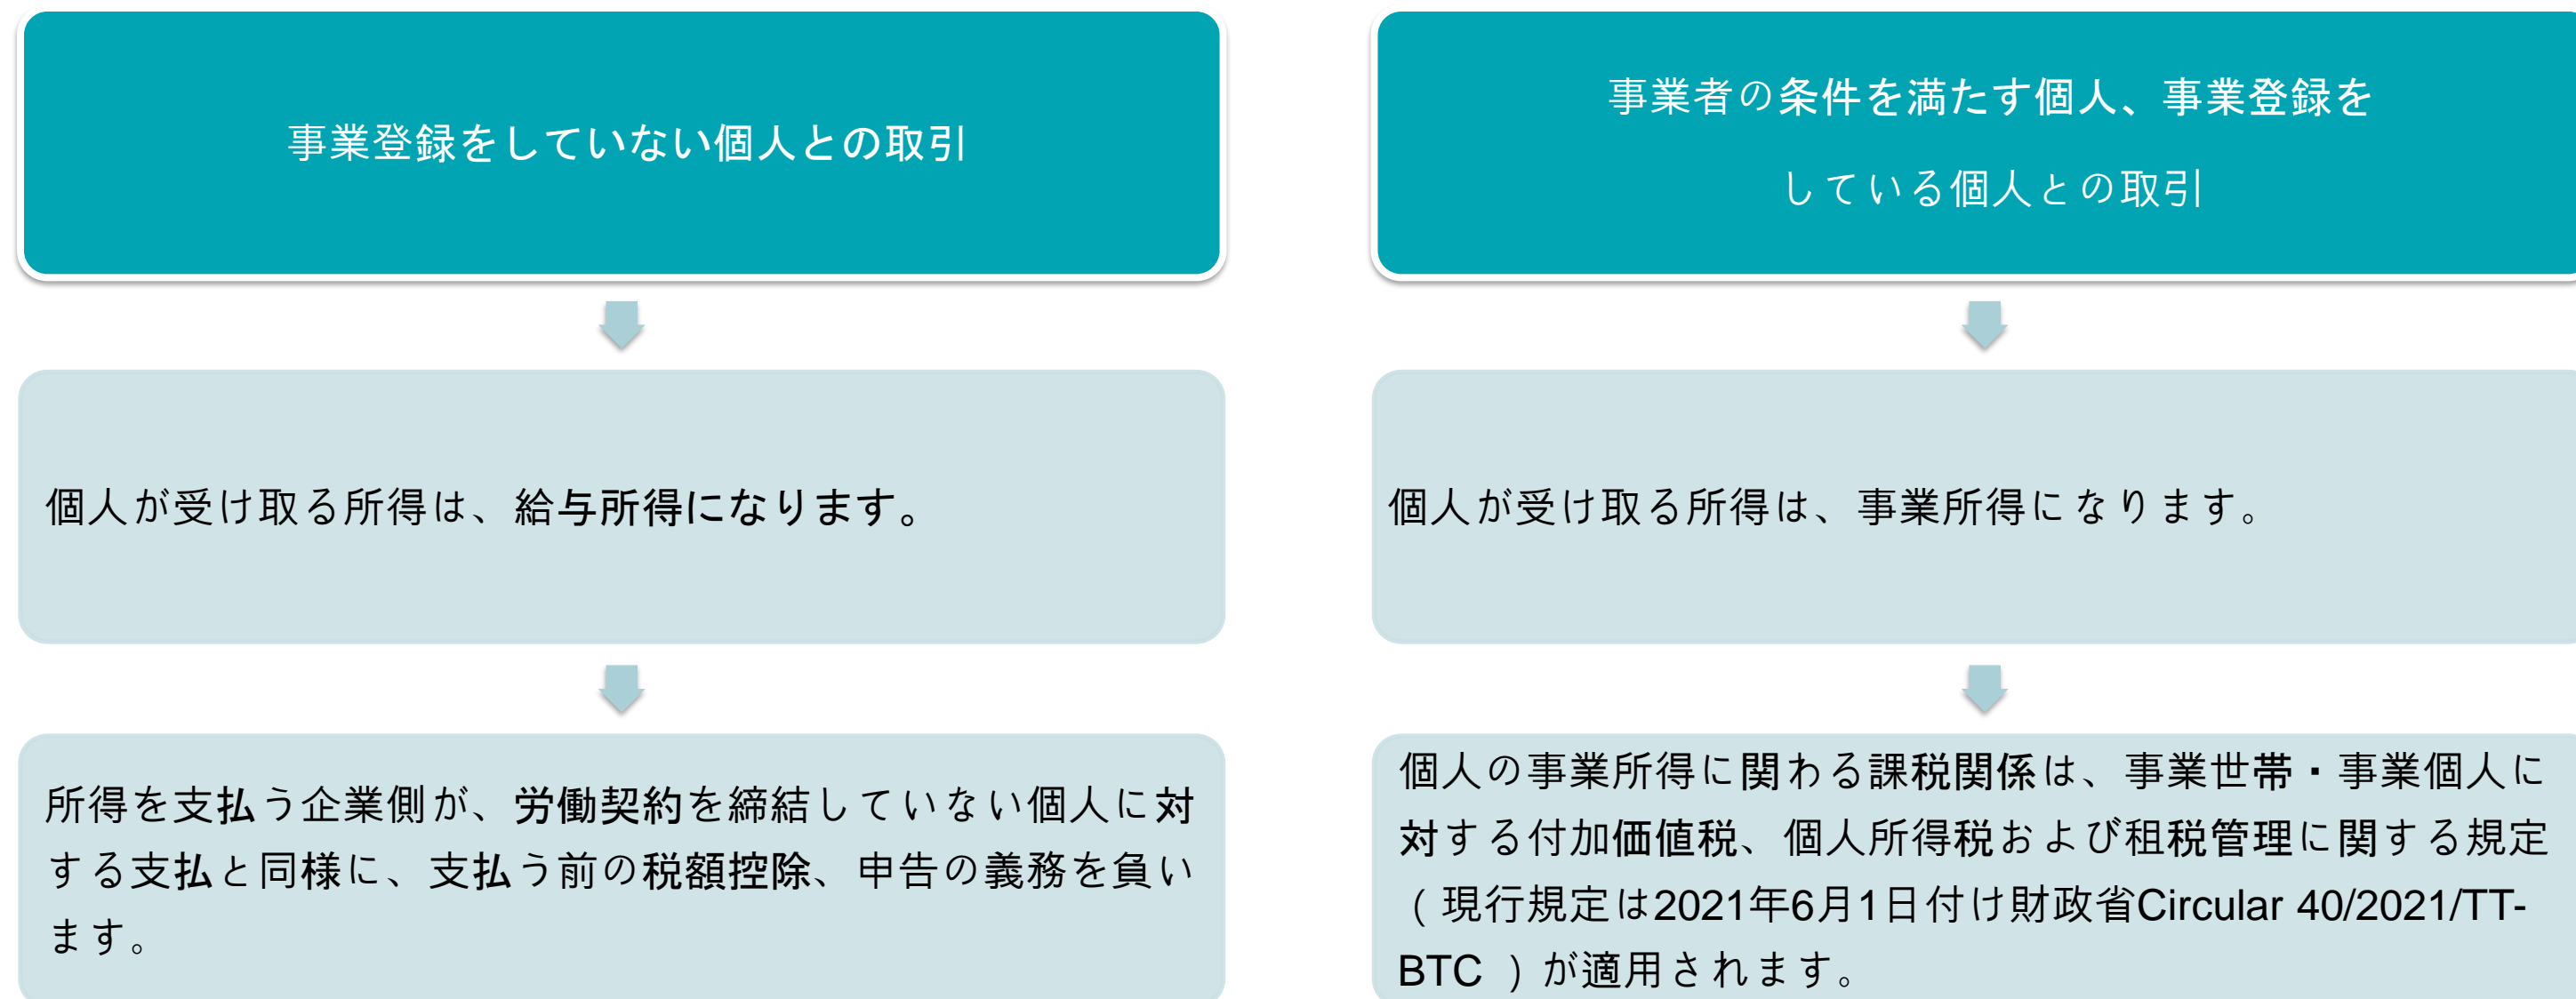 事業登録をしていない個人との取引
個人が受け取る所得は、給与所得になります。
所得を支払う企業側が、労働契約を締結していない個人に対
する支払と同様に、支払う前の税額控除、申告の義務を負い
ます。
事業者の条件を満たす個人、事業登録を
している個人との取引
個人が受け取る所得は、事業所得になります。
個人の事業所得に関わる課税関係は、事業世帯・事業個人に
対する付加価値税、個人所得税および租税管理に関する規定
（現行規定は2021年6月1日付け財政省Circular 40/2021/TT-
BTC ）が適用されます。